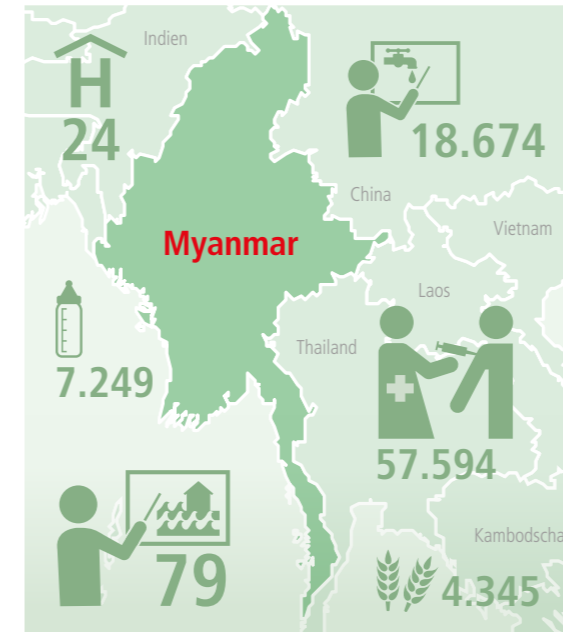 Indien
H
24
18.674
China
Myanmar
Vietnam
Laos
Thailand
7.249
57.594
79
Kambodscha
4.345